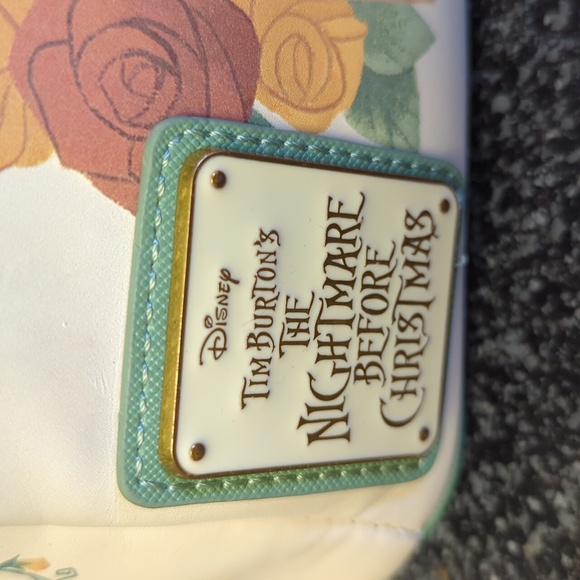 Disney
Tim Burton's
The
Nightmare
Before
Christmas